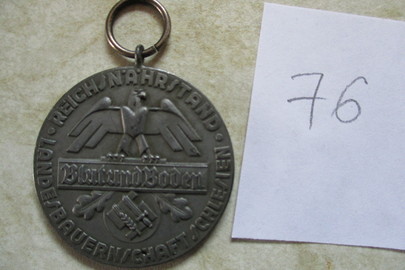 REICHSNÄHRSTAND
Blut und Boden
LANDESBAUERNSCHAFT SCHLESIEN
76